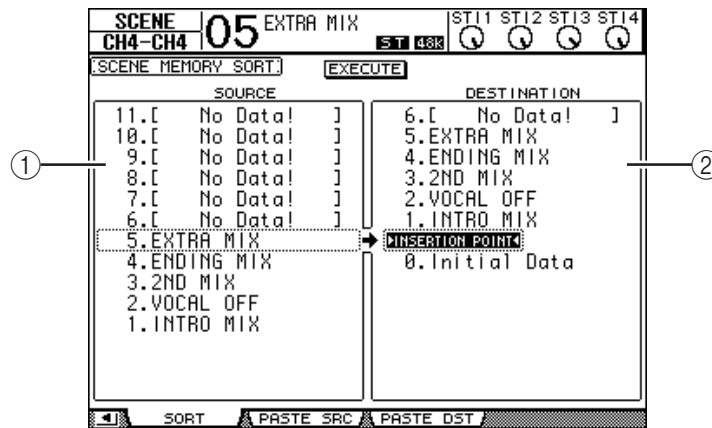 SCENE
CH4-CH4
05 EXTRA MIX
ST 48K
ST11 ST12 ST13 ST14
SCENE MEMORY SORT
EXECUTE
SOURCE
11.[ No Data! ]
10.[ No Data! ]
9.[ No Data! ]
8.[ No Data! ]
7.[ No Data! ]
6.[ No Data! ]
5.EXTRA MIX
4.ENDING MIX
3.2ND MIX
2.VOCAL OFF
1.INTRO MIX
DESTINATION
6.[ No Data! ]
5.EXTRA MIX
4.ENDING MIX
3.2ND MIX
2.VOCAL OFF
1.INTRO MIX
INSERTION POINT
0.Initial Data
1
2
SORT
PASTE SRC
PASTE DST